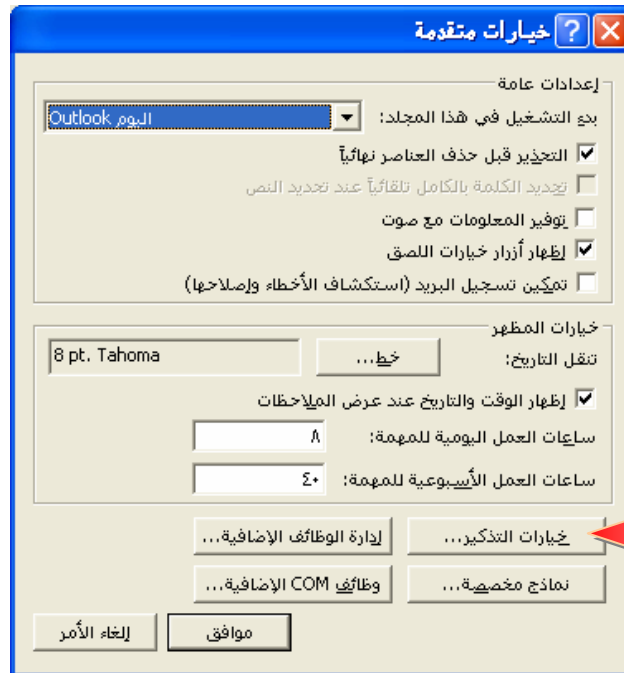 خيارات متقدمة
إعدادات عامة
بدء التشغيل في هذا المجلد: Outlook اليوم
التحذير قبل حذف العناصر نهائياً
تحديد الكلمة بالكامل تلقائياً عند تحديد النص
توفير المعلومات مع صوت
إظهار أزرار خيارات اللصق
تمكين تسجيل البريد (استكشاف الأخطاء وإصلاحها)
خيارات المظهر
تنقل التاريخ: خط... 8 pt. Tahoma
إظهار الوقت والتاريخ عند عرض الملاحظات
ساعات العمل اليومية للمهمة: ٨
ساعات العمل الأسبوعية للمهمة: ٤٠
خيارات التذكير... إدارة الوظائف الإضافية...
نماذج مخصصة... وظائف COM الإضافية...
موافق إلغاء الأمر